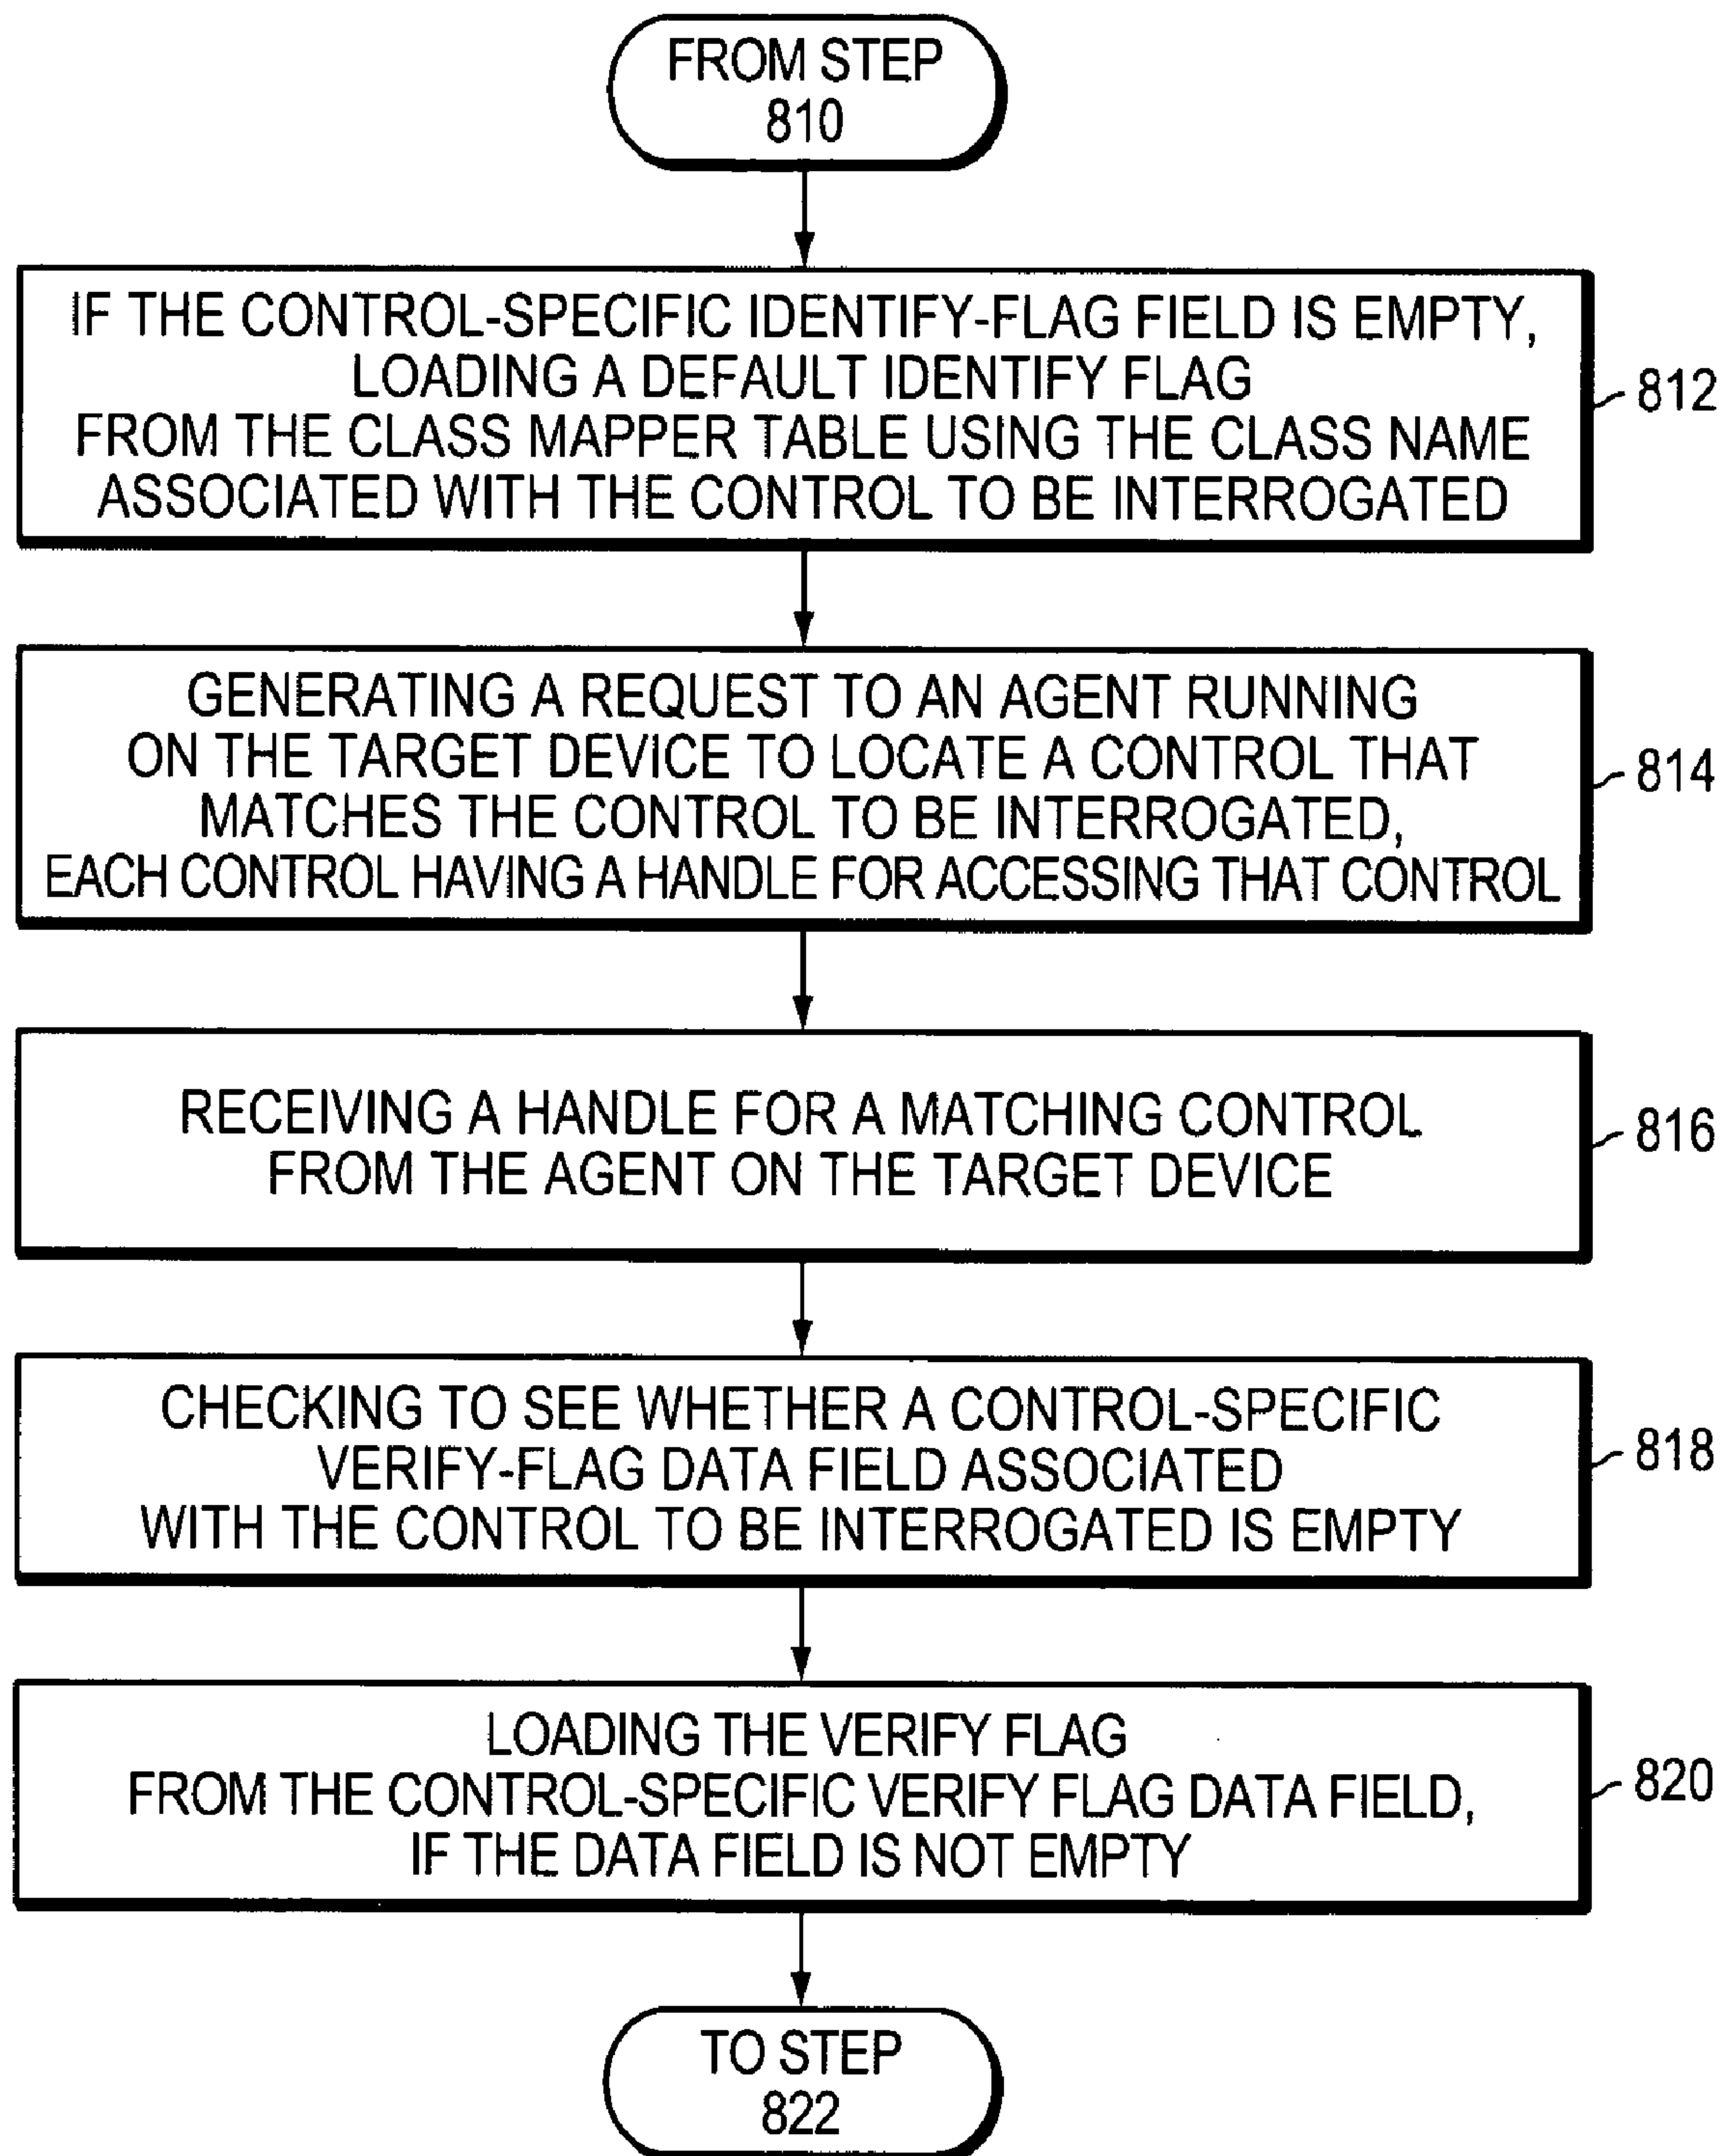 FROM STEP
810
IF THE CONTROL-SPECIFIC IDENTIFY-FLAG FIELD IS EMPTY,
LOADING A DEFAULT IDENTIFY FLAG
FROM THE CLASS MAPPER TABLE USING THE CLASS NAME
ASSOCIATED WITH THE CONTROL TO BE INTERROGATED
812
GENERATING A REQUEST TO AN AGENT RUNNING
ON THE TARGET DEVICE TO LOCATE A CONTROL THAT
MATCHES THE CONTROL TO BE INTERROGATED,
EACH CONTROL HAVING A HANDLE FOR ACCESSING THAT CONTROL
814
RECEIVING A HANDLE FOR A MATCHING CONTROL
FROM THE AGENT ON THE TARGET DEVICE
816
CHECKING TO SEE WHETHER A CONTROL-SPECIFIC
VERIFY-FLAG DATA FIELD ASSOCIATED
WITH THE CONTROL TO BE INTERROGATED IS EMPTY
818
LOADING THE VERIFY FLAG
FROM THE CONTROL-SPECIFIC VERIFY FLAG DATA FIELD,
IF THE DATA FIELD IS NOT EMPTY
820
TO STEP
822